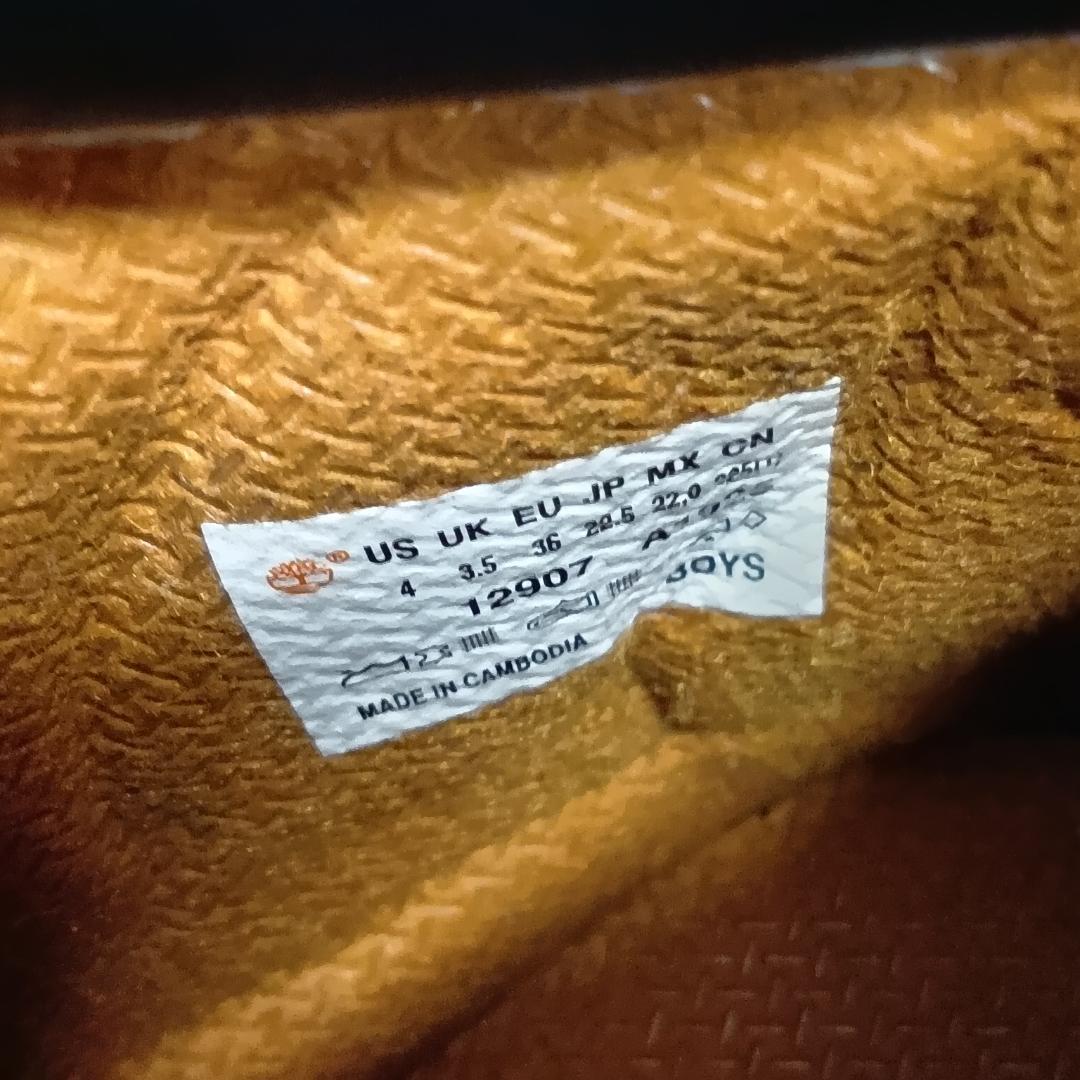 ® US UK EU JP MX CN
4 3.5 36 22.5 22.0
12907
BOYS
MADE IN CAMBODIA